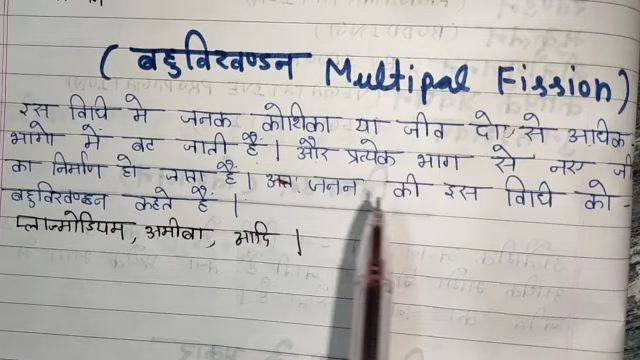 ( बहुविखण्डन Multipal Fission)
इस विधि मे जनक कोशिका या जीव दो से अधिक
भागो में बट जाती है | और प्रत्येक भाग से नए जी
का निर्माण हो जाता है | अतः जनन की इस विधि को -
बहुविखण्डन कहते हैं |
प्लाज्मोडियम, अमीबा, आदि |